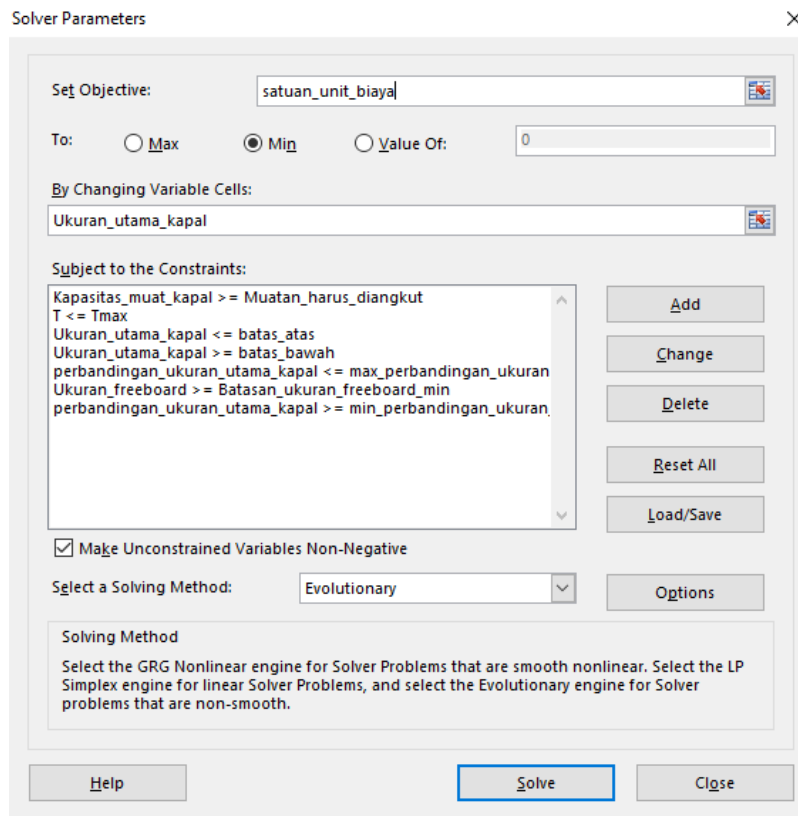 Solver Parameters
Set Objective:
satuan_unit_biaya
To:
Max
Min
Value Of:
0
By Changing Variable Cells:
Ukuran_utama_kapal
Subject to the Constraints:
Kapasitas_muat_kapal >= Muatan_harus_diangkut
T <= Tmax
Ukuran_utama_kapal <= batas_atas
Ukuran_utama_kapal >= batas_bawah
perbandingan_ukuran_utama_kapal <= max_perbandingan_ukuran
Ukuran_freeboard >= Batasan_ukuran_freeboard_min
perbandingan_ukuran_utama_kapal >= min_perbandingan_ukuran_
Add
Change
Delete
Reset All
Load/Save
Make Unconstrained Variables Non-Negative
Select a Solving Method:
Evolutionary
Options
Solving Method
Select the GRG Nonlinear engine for Solver Problems that are smooth nonlinear. Select the LP
Simplex engine for linear Solver Problems, and select the Evolutionary engine for Solver
problems that are non-smooth.
Help
Solve
Close